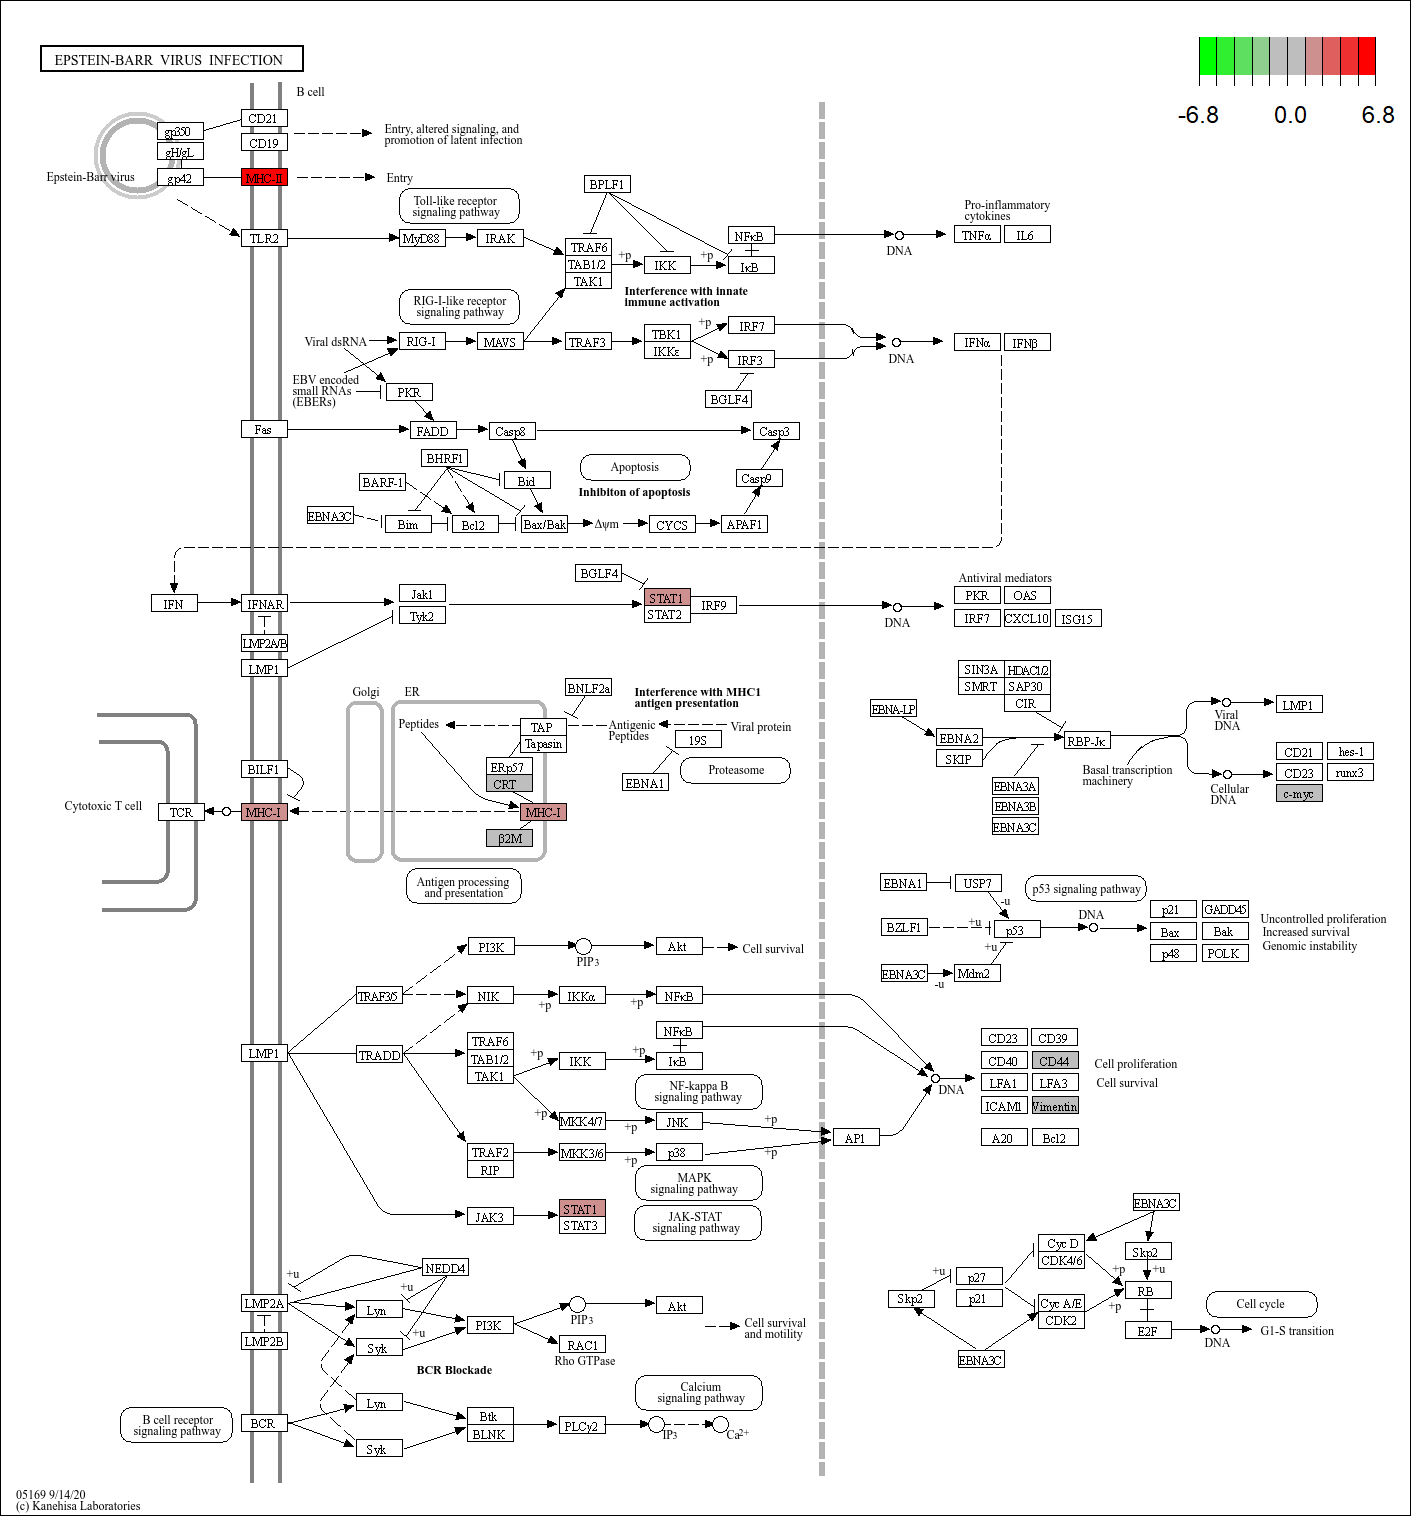 EPSTEIN-BARR VIRUS INFECTION
-6.8
0.0
6.8
B cell
gp350
gH/gL
gp42
Epstein-Barr virus
CD21
CD19
MHC-II
Entry, altered signaling, and
promotion of latent infection
Entry
Toll-like receptor
signaling pathway
BPLF1
TLR2
MyD88
IRAK
TRAF6
TAB1/2
TAK1
+p
IKK
+p
NFκB
IκB
DNA
Pro-inflammatory
cytokines
TNFα
IL6
Interference with innate
immune activation
RIG-I-like receptor
signaling pathway
Viral dsRNA
RIG-I
MAVS
TRAF3
TBK1
IKKε
+p
+p
IRF7
IRF3
BGLF4
DNA
IFNα
IFNβ
EBV encoded
small RNAs
(EBERs)
PKR
Fas
FADD
Casp8
Casp3
BHRF1
BARF-1
EBNA3C
Bid
Apoptosis
Inhibiton of apoptosis
Casp9
Bim
Bcl2
Bax/Bak
Δψm
CYCS
APAF1
IFN
IFNAR
LMP2A/B
LMP1
Jak1
Tyk2
BGLF4
STAT1
STAT2
IRF9
DNA
Antiviral mediators
PKR
OAS
IRF7
CXCL10
ISG15
Golgi
ER
BNLF2a
Interference with MHC1
antigen presentation
Peptides
TAP
Tapasin
Antigenic
Peptides
Viral protein
19S
EBNA1
Proteasome
ERp57
CRT
MHC-I
β2M
BILF1
MHC-I
TCR
Cytotoxic T cell
Antigen processing
and presentation
SIN3A
HDAC1/2
SMRT
SAP30
CIR
EBNA-LP
EBNA2
SKIP
RBP-Jκ
EBNA3A
EBNA3B
EBNA3C
Basal transcription
machinery
Viral
DNA
LMP1
Cellular
DNA
CD21
hes-1
CD23
runx3
c-myc
EBNA1
USP7
p53 signaling pathway
-u
BZLF1
+u
p53
+u
EBNA3C
-u
Mdm2
DNA
p21
GADD45
Bax
Bak
p48
POLK
Uncontrolled proliferation
Increased survival
Genomic instability
PI3K
PIP3
Akt
Cell survival
TRAF3/5
NIK
+p
IKKα
+p
NFκB
LMP1
TRADD
TRAF6
TAB1/2
TAK1
+p
IKK
+p
NFκB
IκB
NF-kappa B
signaling pathway
+p
MKK4/7
+p
JNK
+p
TRAF2
RIP
MKK3/6
+p
p38
+p
MAPK
signaling pathway
AP1
DNA
CD23
CD39
CD40
CD44
LFA1
LFA3
ICAM1
Vimentin
A20
Bcl2
Cell proliferation
Cell survival
JAK3
STAT1
STAT3
JAK-STAT
signaling pathway
NEDD4
+u
+u
+u
LMP2A
LMP2B
Lyn
Syk
PI3K
PIP3
Akt
RAC1
Rho GTPase
Cell survival
and motility
BCR Blockade
B cell receptor
signaling pathway
BCR
Lyn
Syk
Btk
BLNK
PLCγ2
IP3
Ca2+
Calcium
signaling pathway
EBNA3C
Cyc D
CDK4/6
Skp2
+u
+p
+u
p27
p21
Skp2
Cyc A/E
CDK2
+p
RB
E2F
EBNA3C
DNA
Cell cycle
G1-S transition
05169 9/14/20
(c) Kanehisa Laboratories